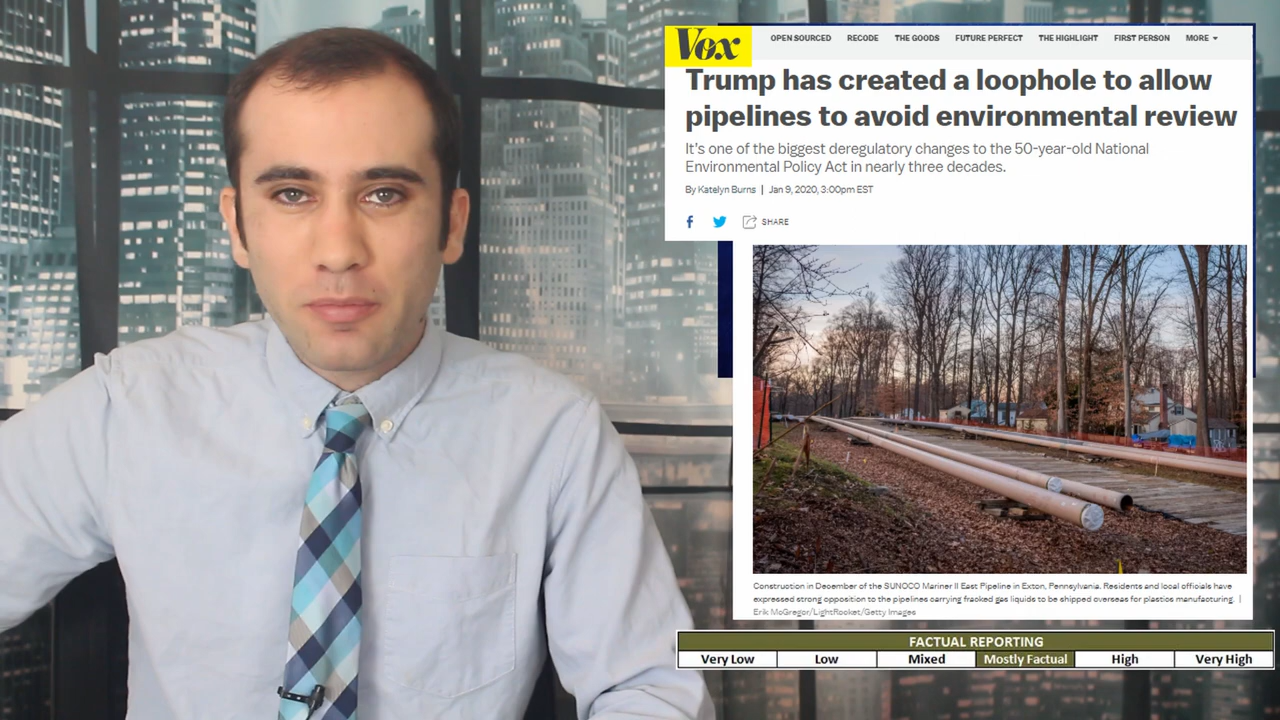 Vox
OPEN SOURCED RECODE THE GOODS FUTURE PERFECT THE HIGHLIGHT FIRST PERSON MORE
Trump has created a loophole to allow
pipelines to avoid environmental review
It's one of the biggest deregulatory changes to the 50-year-old National
Environmental Policy Act in nearly three decades.
By Katelyn Burns | Jan 9, 2020, 3:00pm EST
SHARE
Construction in December of the SUNOCO Mariner II East Pipeline in Exton, Pennsylvania. Residents and local officials have
expressed strong opposition to the pipelines carrying fracked gas liquids to be shipped overseas for plastics manufacturing. |
Erik McGregor/LightRocket/Getty Images
FACTUAL REPORTING
Very Low Low Mixed Mostly Factual High Very High